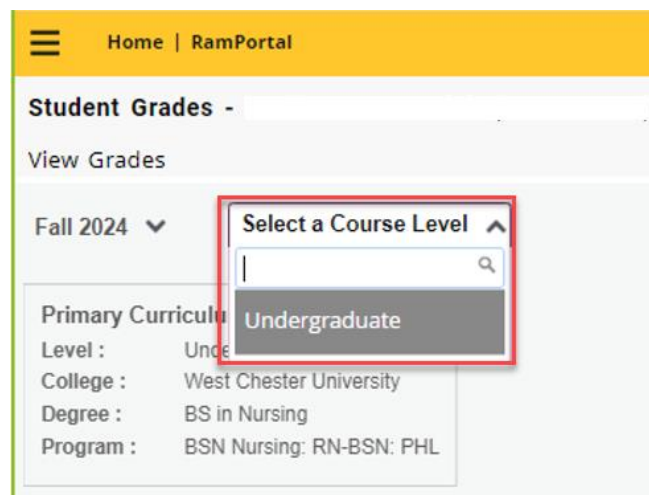 Home | RamPortal
Student Grades -
View Grades
Fall 2024
Select a Course Level
Undergraduate
Primary Curriculu
Level : Unde
College : West Chester University
Degree : BS in Nursing
Program : BSN Nursing: RN-BSN: PHL